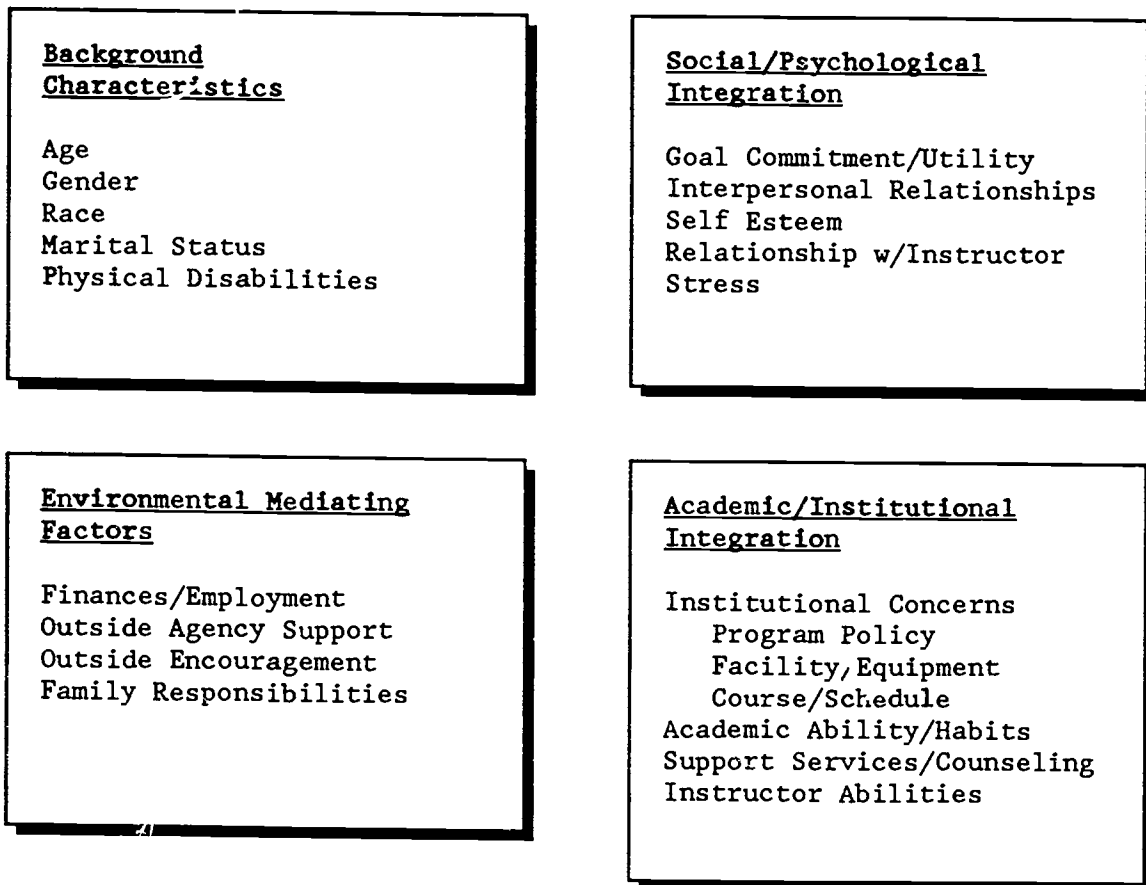 Background
Characteristics
Age
Gender
Race
Marital Status
Physical Disabilities
Social/Psychological
Integration
Goal Commitment/Utility
Interpersonal Relationships
Self Esteem
Relationship w/Instructor
Stress
Environmental Mediating
Factors
Finances/Employment
Outside Agency Support
Outside Encouragement
Family Responsibilities
Academic/Institutional
Integration
Institutional Concerns
Program Policy
Facility/Equipment
Course/Schedule
Academic Ability/Habits
Support Services/Counseling
Instructor Abilities